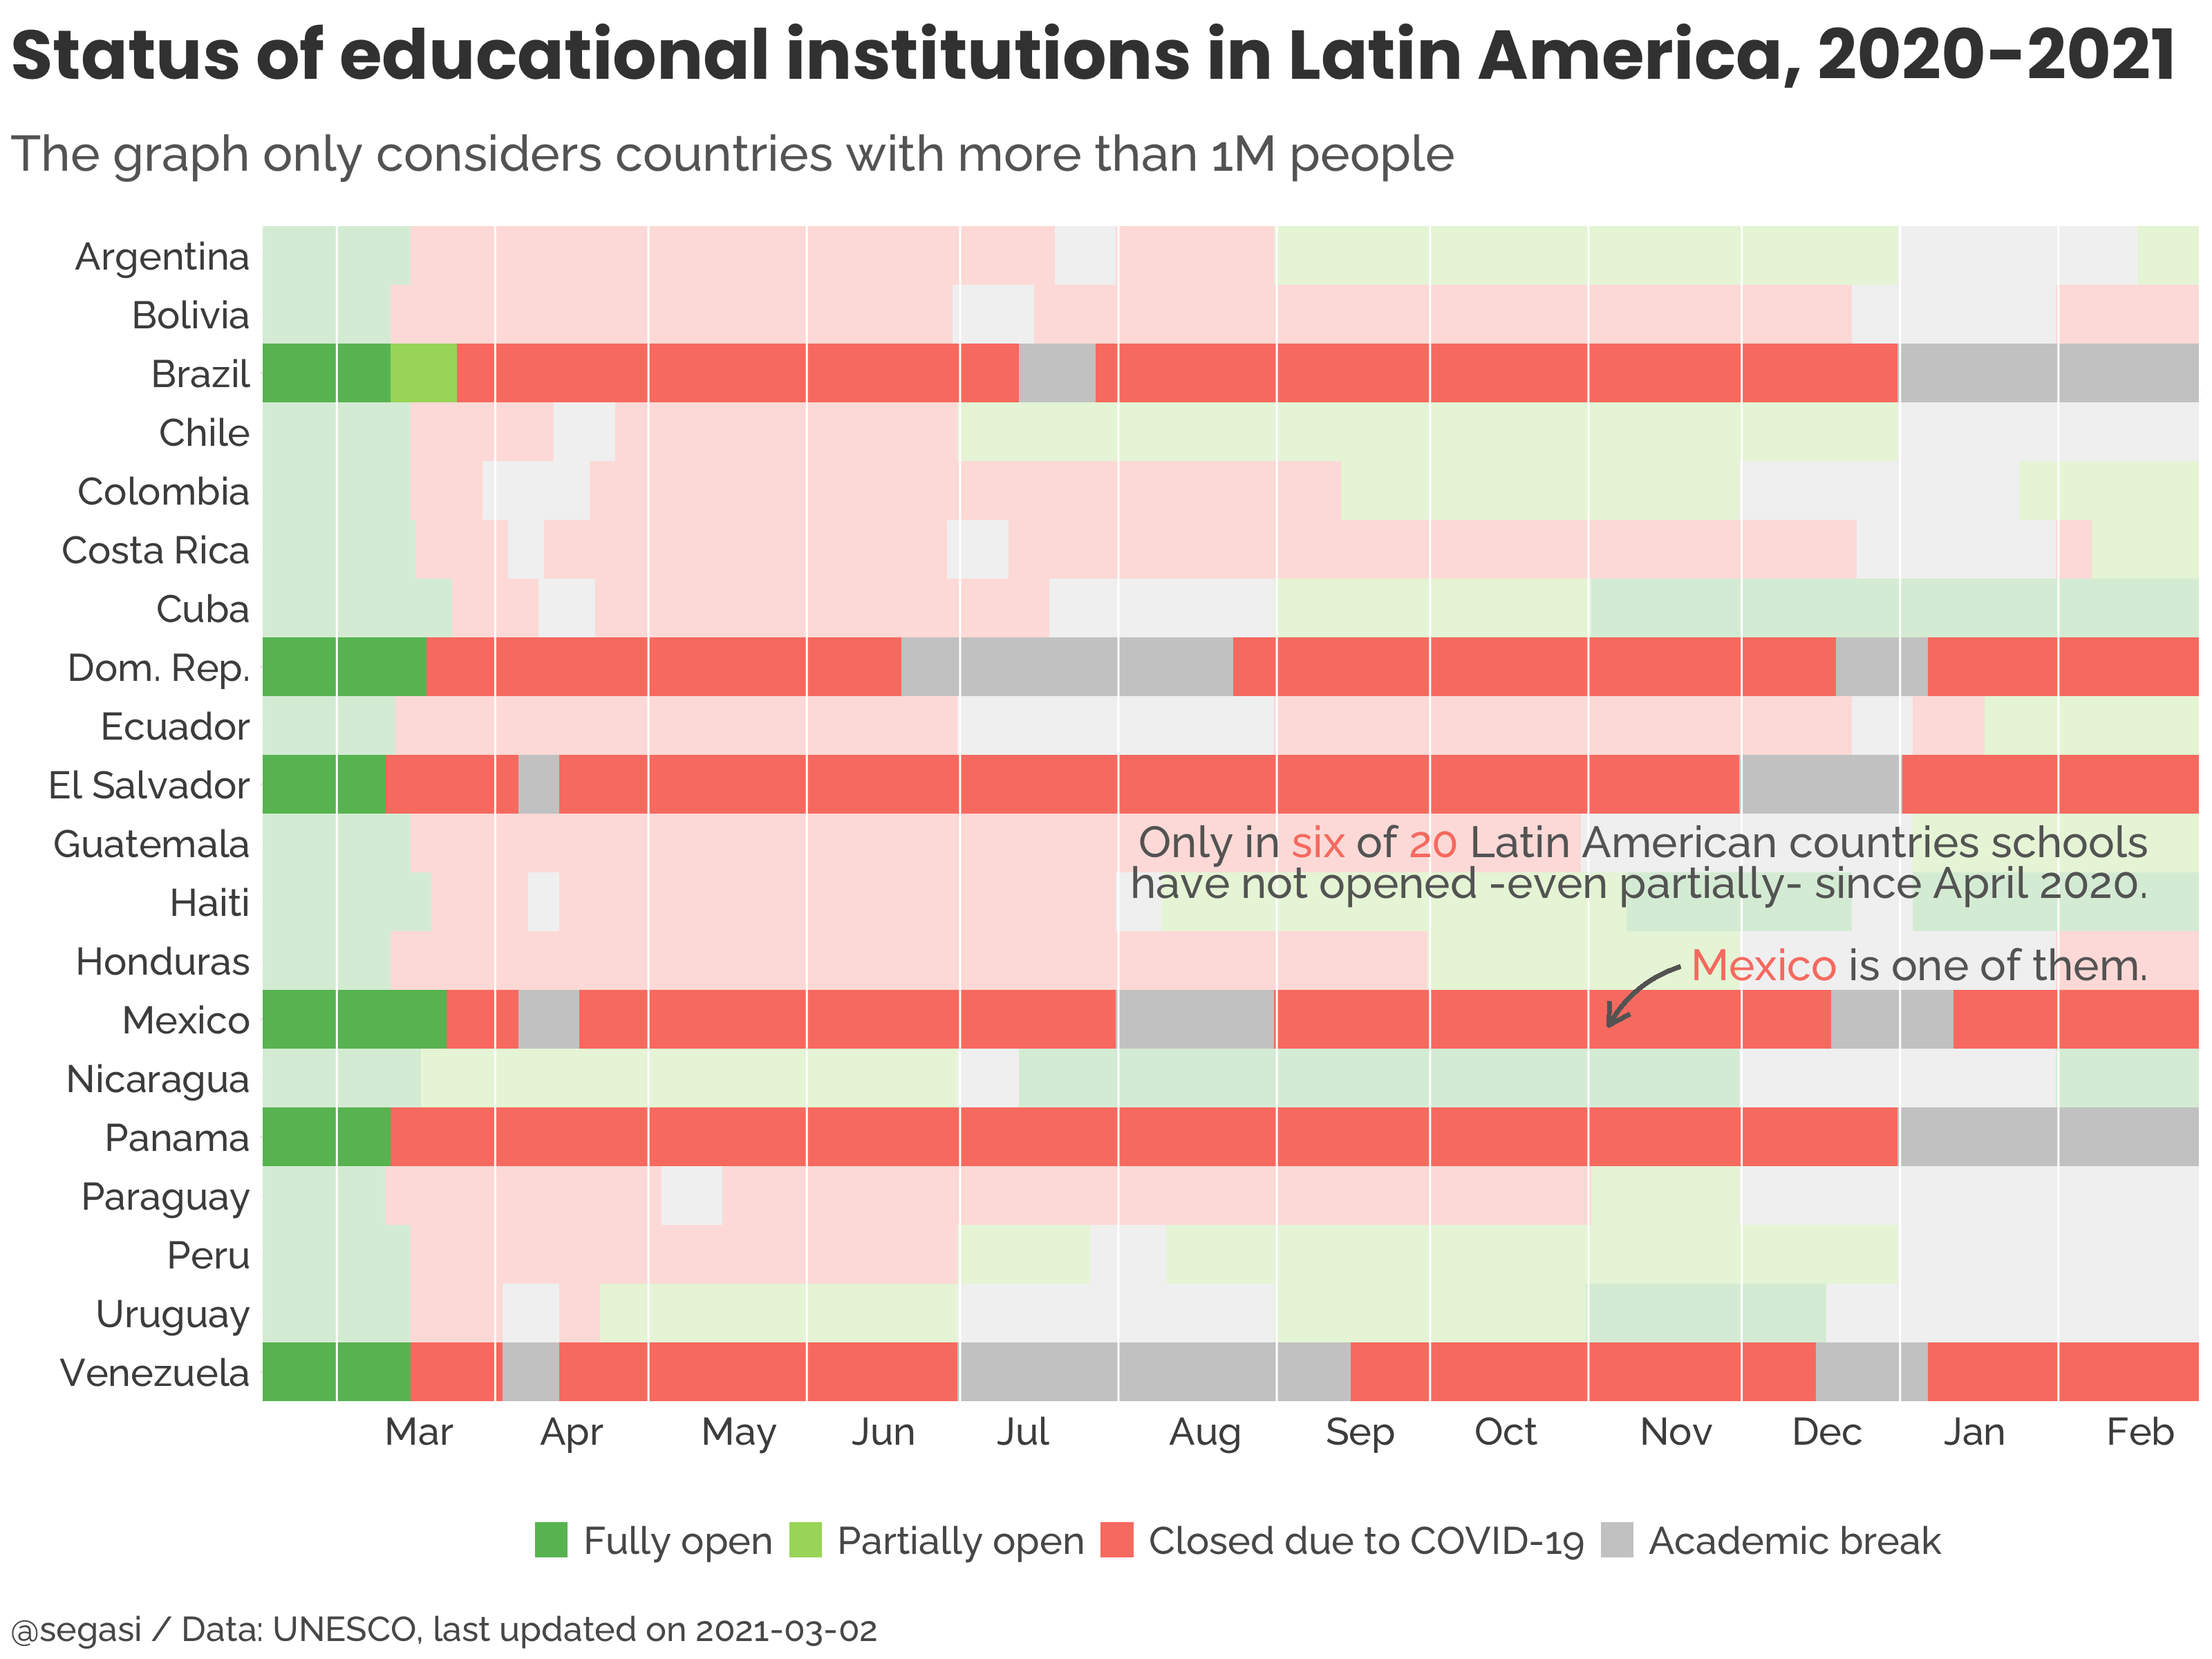 Status of educational institutions in Latin America, 2020-2021
The graph only considers countries with more than 1M people
Argentina
Bolivia
Brazil
Chile
Colombia
Costa Rica
Cuba
Dom. Rep.
Ecuador
El Salvador
Guatemala
Haiti
Honduras
Mexico
Nicaragua
Panama
Paraguay
Peru
Uruguay
Venezuela
Only in six of 20 Latin American countries schools
have not opened -even partially- since April 2020.
Mexico is one of them.
Mar Apr May Jun Jul Aug Sep Oct Nov Dec Jan Feb
Fully open Partially open Closed due to COVID-19 Academic break
@segasi / Data: UNESCO, last updated on 2021-03-02